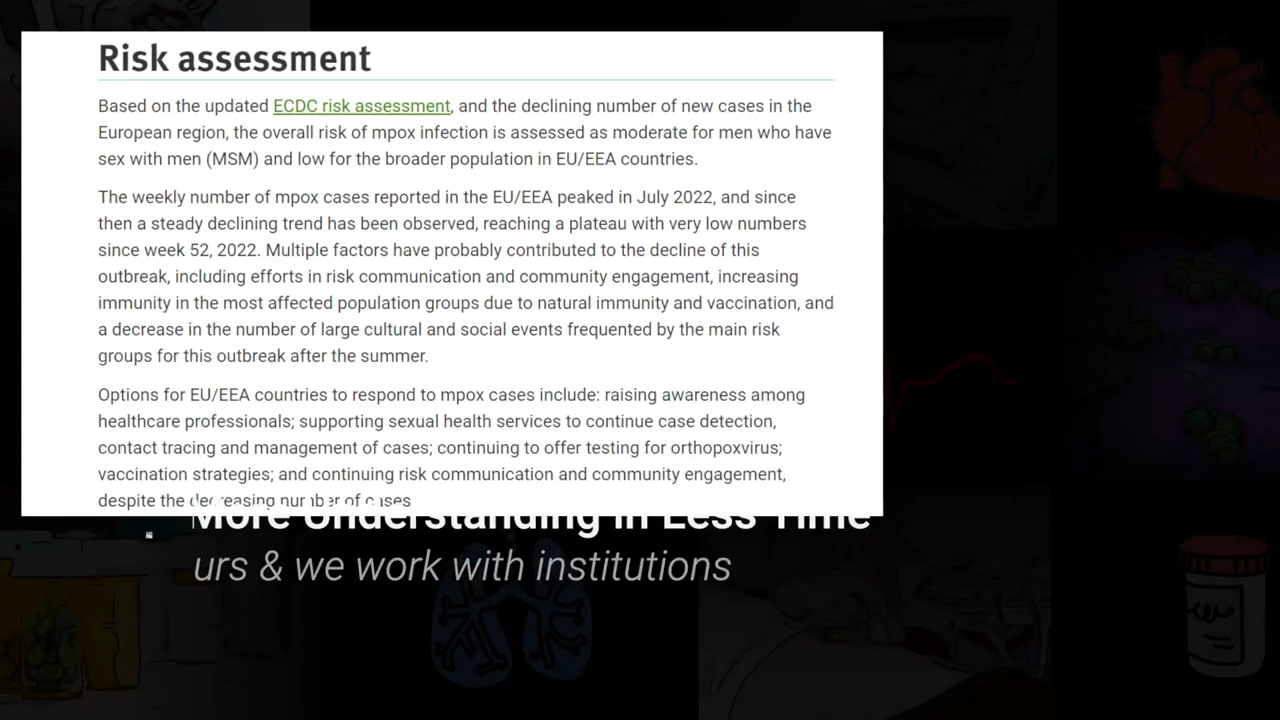 Risk assessment
Based on the updated ECDC risk assessment, and the declining number of new cases in the
European region, the overall risk of mpox infection is assessed as moderate for men who have
sex with men (MSM) and low for the broader population in EU/EEA countries.
The weekly number of mpox cases reported in the EU/EEA peaked in July 2022, and since
then a steady declining trend has been observed, reaching a plateau with very low numbers
since week 52, 2022. Multiple factors have probably contributed to the decline of this
outbreak, including efforts in risk communication and community engagement, increasing
immunity in the most affected population groups due to natural immunity and vaccination, and
a decrease in the number of large cultural and social events frequented by the main risk
groups for this outbreak after the summer.
Options for EU/EEA countries to respond to mpox cases include: raising awareness among
healthcare professionals; supporting sexual health services to continue case detection,
contact tracing and management of cases; continuing to offer testing for orthopoxvirus;
vaccination strategies; and continuing risk communication and community engagement,
despite the decreasing number of cases
More Understanding in Less Time
urs & we work with institutions